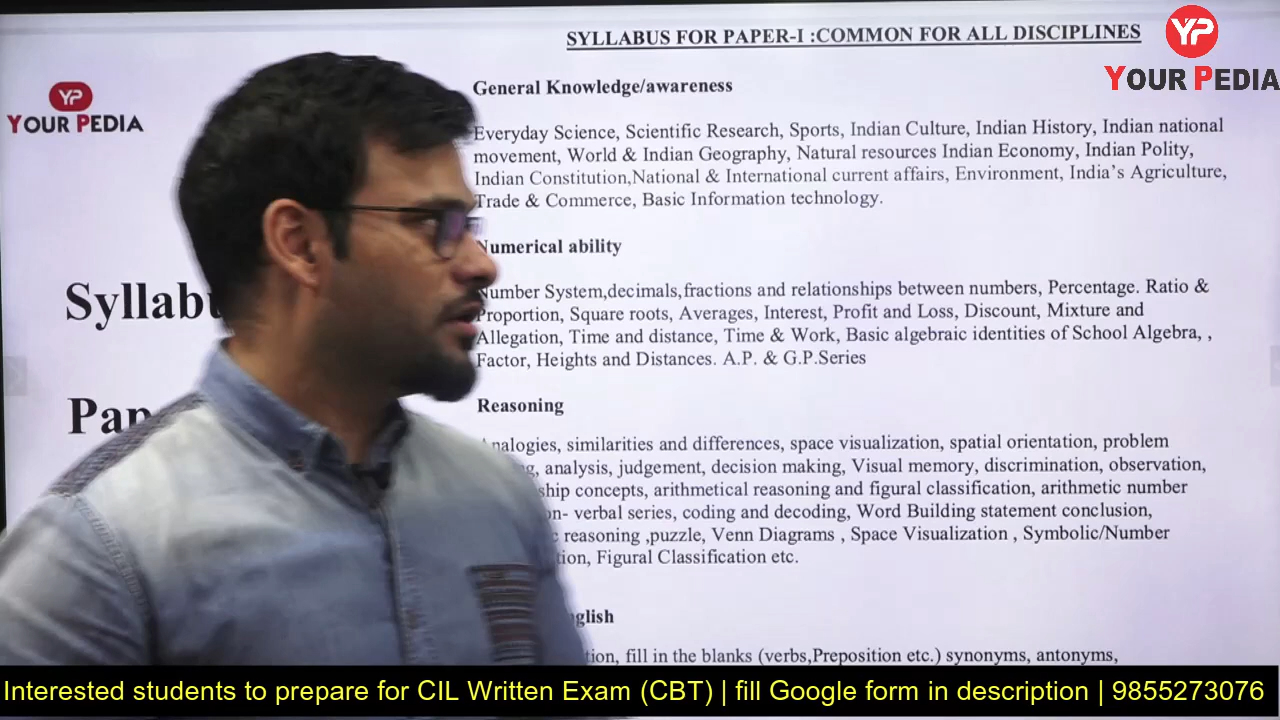 SYLLABUS FOR PAPER-I :COMMON FOR ALL DISCIPLINES
YP
YOUR PEDIA
YP
YOUR PEDIA
General Knowledge/awareness
Everyday Science, Scientific Research, Sports, Indian Culture, Indian History, Indian national
movement, World & Indian Geography, Natural resources Indian Economy, Indian Polity,
Indian Constitution,National & International current affairs, Environment, India's Agriculture,
Trade & Commerce, Basic Information technology.
Numerical ability
Number System,decimals,fractions and relationships between numbers, Percentage. Ratio &
Proportion, Square roots, Averages, Interest, Profit and Loss, Discount, Mixture and
Allegation, Time and distance, Time & Work, Basic algebraic identities of School Algebra, ,
Factor, Heights and Distances. A.P. & G.P.Series
Syllabu
Pap
Reasoning
Analogies, similarities and differences, space visualization, spatial orientation, problem
analysis, judgement, decision making, Visual memory, discrimination, observation,
ship concepts, arithmetical reasoning and figural classification, arithmetic number
on- verbal series, coding and decoding, Word Building statement conclusion,
reasoning ,puzzle, Venn Diagrams , Space Visualization , Symbolic/Number
tion, Figural Classification etc.
glish
tion, fill in the blanks (verbs,Preposition etc.) synonyms, antonyms,
Interested students to prepare for CIL Written Exam (CBT) | fill Google form in description | 9855273076